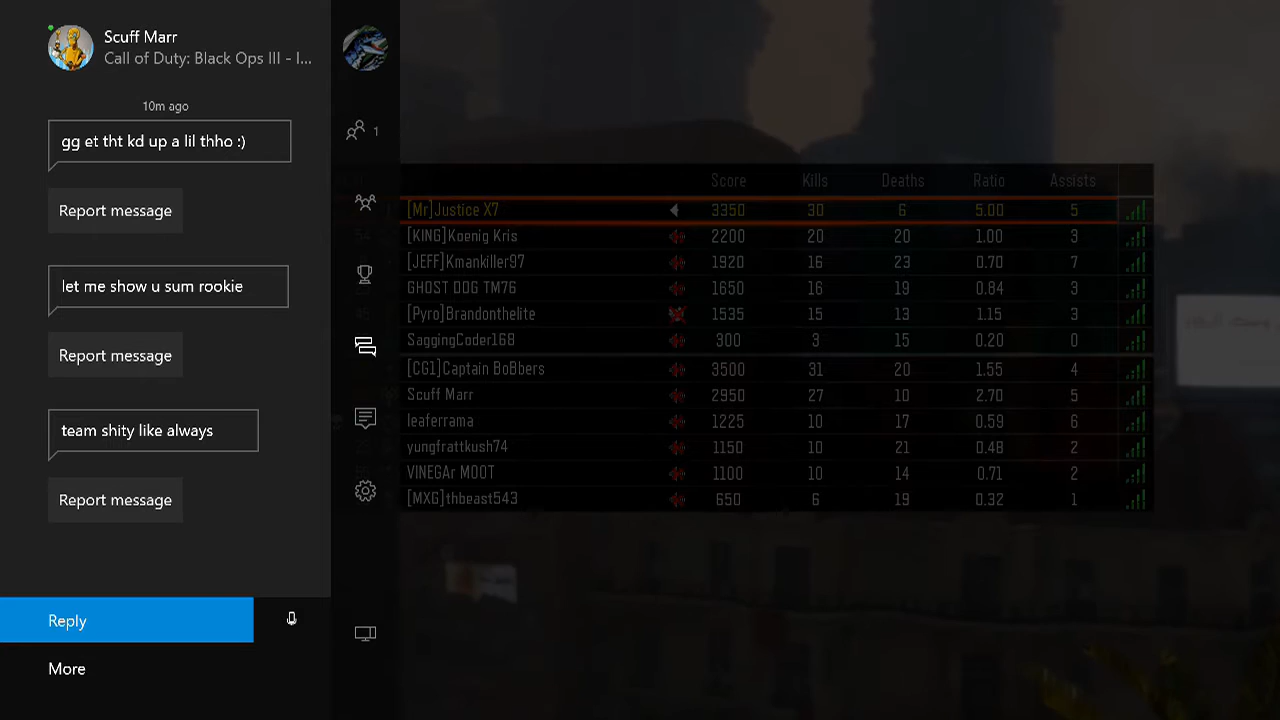 Scuff Marr
Call of Duty: Black Ops III - I...
10m ago
gg et tht kd up a lil thho :)
Report message
let me show u sum rookie
Report message
team shity like always
Report message
Reply
More
1
Score Kills Deaths Ratio Assists
[Mr]Justice X7 3350 30 6 5.00 5
[KING]Koenig Kris 2200 20 20 1.00 3
[JEFF]Kmankiller97 1920 16 23 0.70 7
GHOST DOG TM76 1650 16 19 0.84 3
[Pyro]Brandonthelite 1535 15 13 1.15 3
SaggingCoder168 300 3 15 0.20 0
[CG1]Captain BoBbers 3500 31 20 1.55 4
Scuff Marr 2950 27 10 2.70 5
leaferrama 1225 10 17 0.59 6
yungfrattkush74 1150 10 21 0.48 2
VINEGAr MOOT 1100 10 14 0.71 2
[MXG]thbeast543 650 6 19 0.32 1